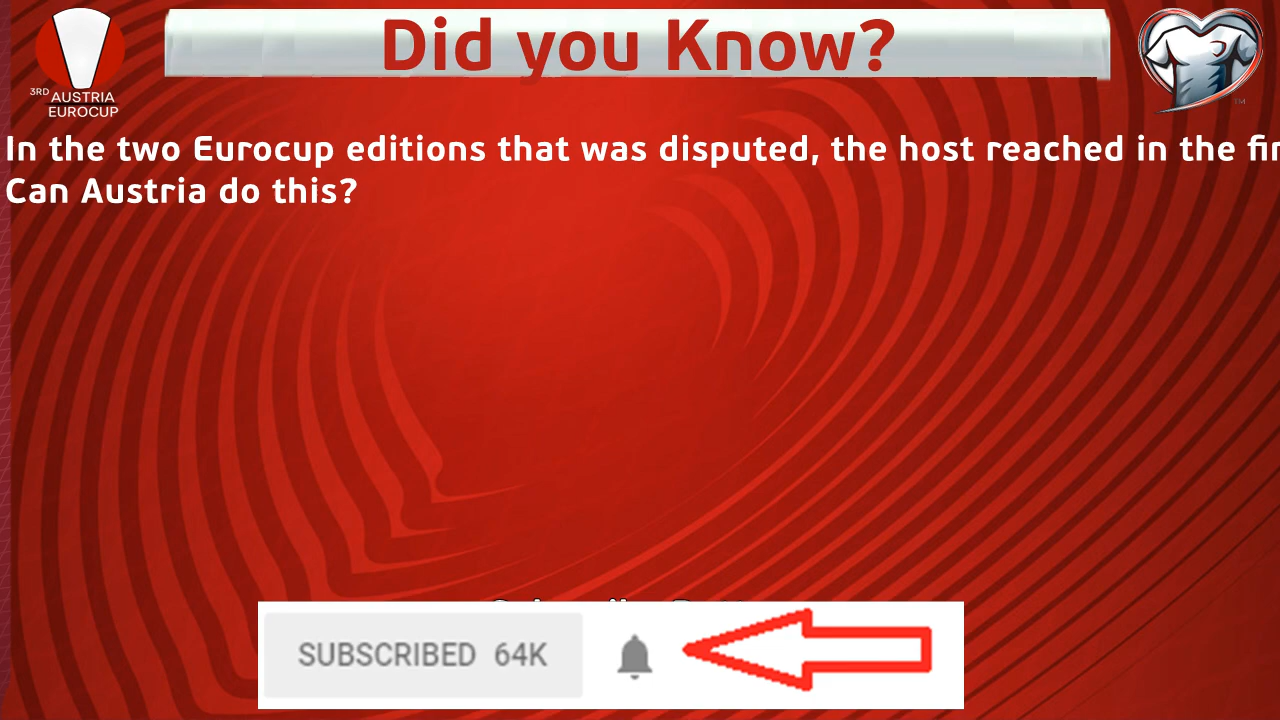 Did you Know?
3RD AUSTRIA
EUROCUP
TM
In the two Eurocup editions that was disputed, the host reached in the
Can Austria do this?
SUBSCRIBED 64K